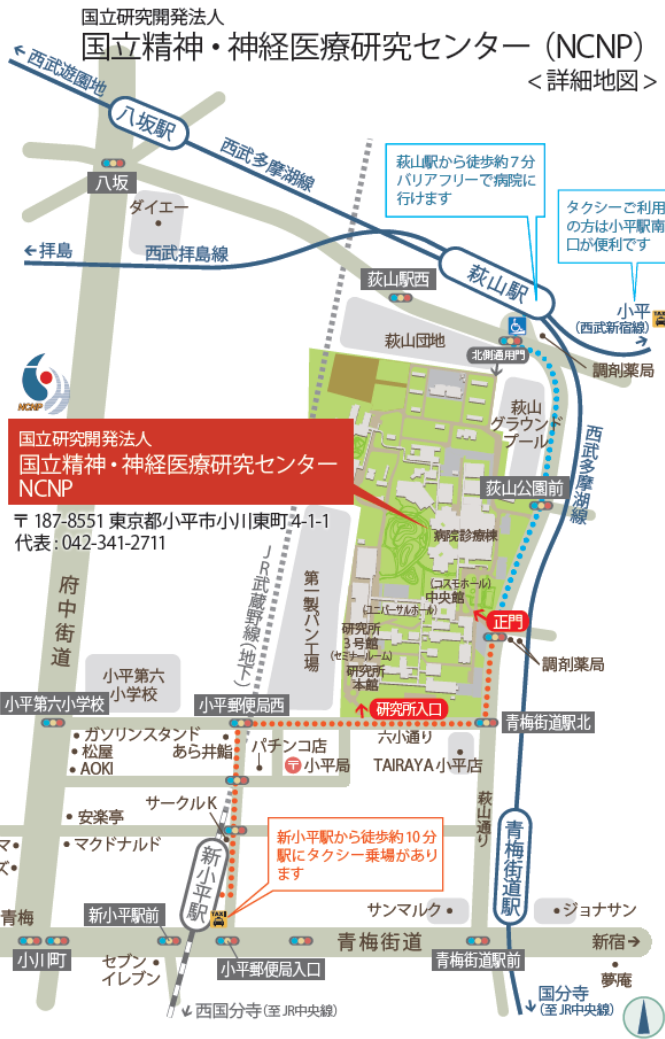 国立研究開発法人
国立精神・神経医療研究センター (NCNP)
<詳細地図>
←西武遊園地
八坂駅
西武多摩湖線
八坂
ダイエー
萩山駅から徒歩約7分
バリアフリーで病院に
行けます
タクシーご利用
の方は小平駅南
口が便利です
←拝島
西武拝島線
萩山駅西
萩山駅
小平
(西武新宿線)
TAXI
萩山団地
北側通用門
調剤薬局
NCNP
萩山
グラウンド
プール
国立研究開発法人
国立精神・神経医療研究センター
NCNP
西武多摩湖線
萩山公園前
〒187-8551 東京都小平市小川東町4-1-1
代表:042-341-2711
病院診療棟
JR武蔵野線(地下)
第一製パン工場
府中街道
(コスモホール)
中央館
(ユニバーサルホール)
正門
研究所
3号館
(セミナールーム)
研究所
本館
調剤薬局
小平第六
小学校
小平第六小学校
小平郵便局西
研究所入口
青梅街道駅北
・ガソリンスタンド
・松屋
・AOKI
あら井鮨
パチンコ店
〒小平局
六小通り
TAIRAYA小平店
サークルK
萩山通り
・安楽亭
・マクドナルド
マ・
ズ・
新小平駅から徒歩約10分
駅にタクシー乗場があり
ます
新小平駅
青梅街道駅
TAXI
青梅
新小平駅前
サンマルク・
・ジョナサン
小川町
セブン・
イレブン
小平郵便局入口
青梅街道
青梅街道駅前
新宿→
夢庵
↙西国分寺(至JR中央線)
国分寺
(至JR中央線)